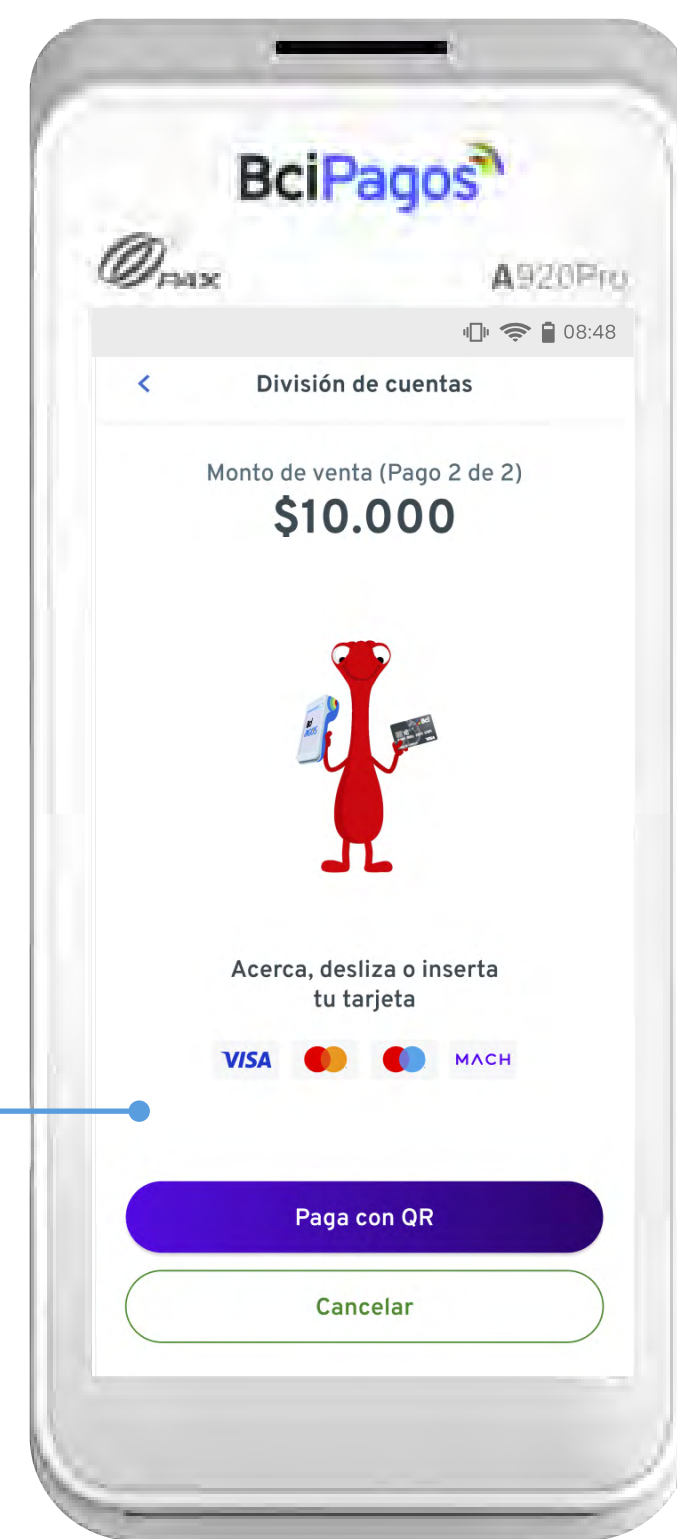 BciPagos
PAX
A920Pro
08:48
División de cuentas
Monto de venta (Pago 2 de 2)
$10.000
Acerca, desliza o inserta
tu tarjeta
VISA
MACH
Paga con QR
Cancelar